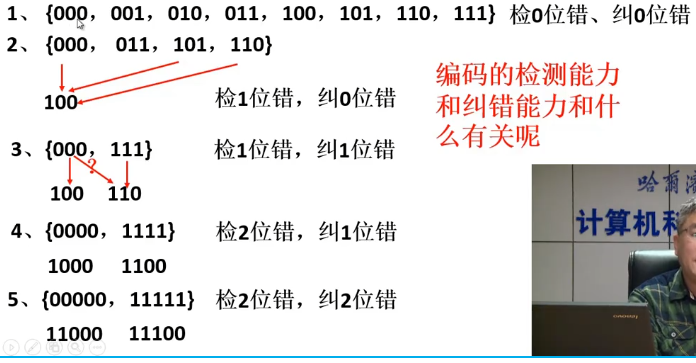 1、{000，001，010，011，100，101，110，111} 检0位错、纠0位错
2、{000， 011，101，110}
100
检1位错，纠0位错
编码的检测能力
和纠错能力和什
么有关呢
3、{000，111} 检1位错，纠1位错
?
100 110
4、{0000，1111} 检2位错，纠1位错
1000 1100
5、{00000，11111} 检2位错，纠2位错
11000 11100
哈爾濱
计算机科